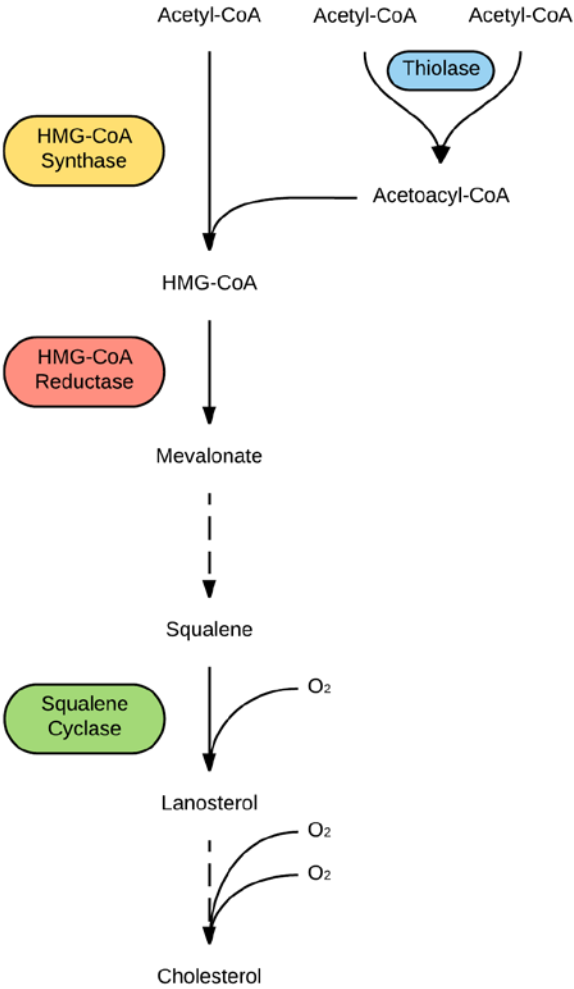 Acetyl-CoA Acetyl-CoA Acetyl-CoA
Thiolase
HMG-CoA
Synthase
Acetoacyl-CoA
HMG-CoA
HMG-CoA
Reductase
Mevalonate
Squalene
O₂
Squalene
Cyclase
Lanosterol
O₂
O₂
Cholesterol